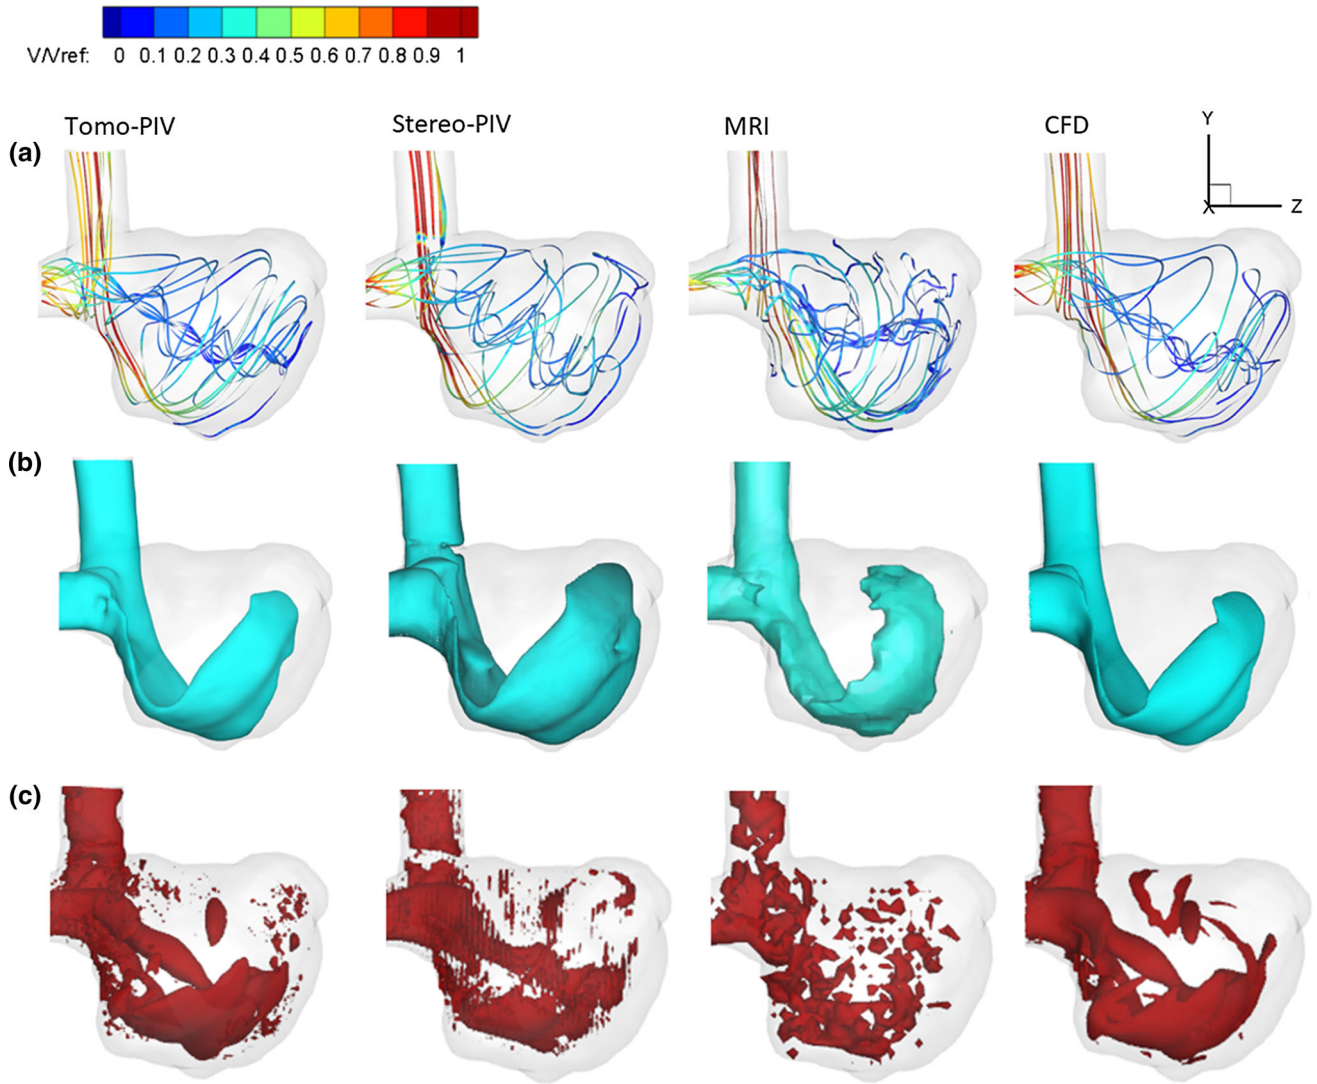 V/Vref: 0 0.1 0.2 0.3 0.4 0.5 0.6 0.7 0.8 0.9 1
Tomo-PIV Stereo-PIV MRI CFD
(a)
Y
X Z
(b)
(c)